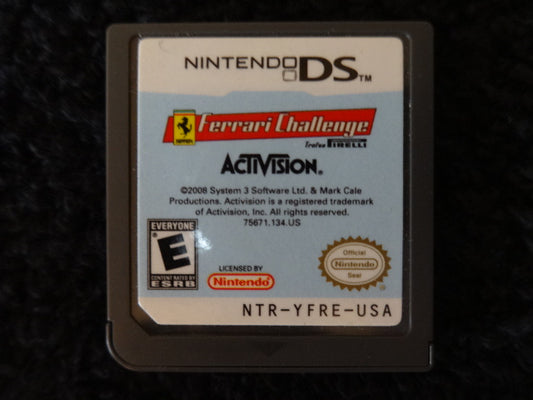 NINTENDO DS™
Ferrari Challenge
Ferrari
Trofeo PIRELLI
ACTIVISION®
©2008 System 3 Software Ltd. & Mark Cale
Productions. Activision is a registered trademark
of Activision, Inc. All rights reserved.
75671.134.US
EVERYONE
E
CONTENT RATED BY
ESRB
LICENSED BY
Nintendo
Official
Nintendo
Seal
NTR-YFRE-USA